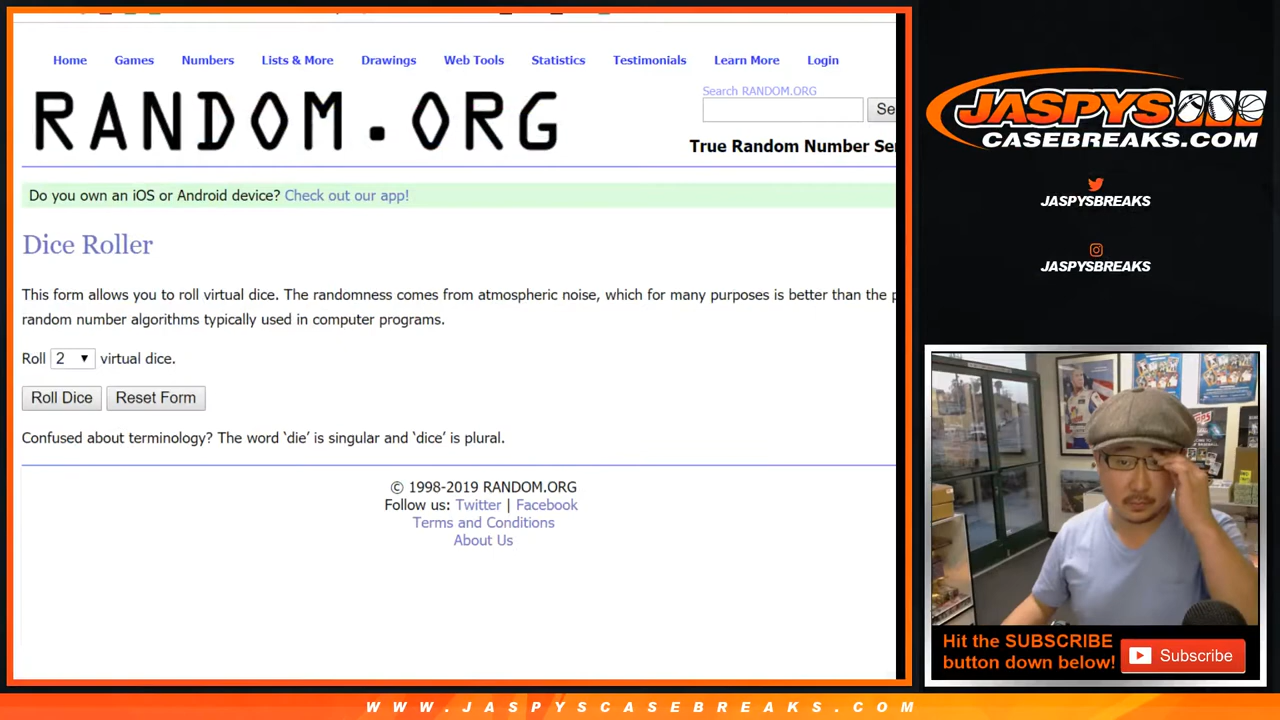 Home Games Numbers Lists & More Drawings Web Tools Statistics Testimonials Learn More Login
RANDOM.ORG
Search RANDOM.ORG
Se
True Random Number Ser
Do you own an iOS or Android device? Check out our app!
Dice Roller
This form allows you to roll virtual dice. The randomness comes from atmospheric noise, which for many purposes is better than the p
random number algorithms typically used in computer programs.
Roll 2 virtual dice.
Roll Dice Reset Form
Confused about terminology? The word ‘die’ is singular and ‘dice’ is plural.
© 1998-2019 RANDOM.ORG
Follow us: Twitter | Facebook
Terms and Conditions
About Us
JASPYS
CASEBREAKS.COM
JASPYSBREAKS
JASPYSBREAKS
Hit the SUBSCRIBE
button down below!
Subscribe
WWW.JASPYSCASEBREAKS.COM